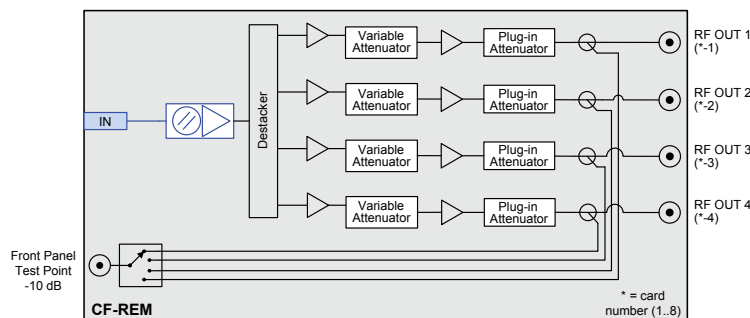 Variable
Attenuator
Plug-in
Attenuator
RF OUT 1
(*-1)
Variable
Attenuator
Plug-in
Attenuator
RF OUT 2
(*-2)
IN
Destacker
Variable
Attenuator
Plug-in
Attenuator
RF OUT 3
(*-3)
Variable
Attenuator
Plug-in
Attenuator
RF OUT 4
(*-4)
Front Panel
Test Point
-10 dB
CF-REM
* = card
number (1..8)